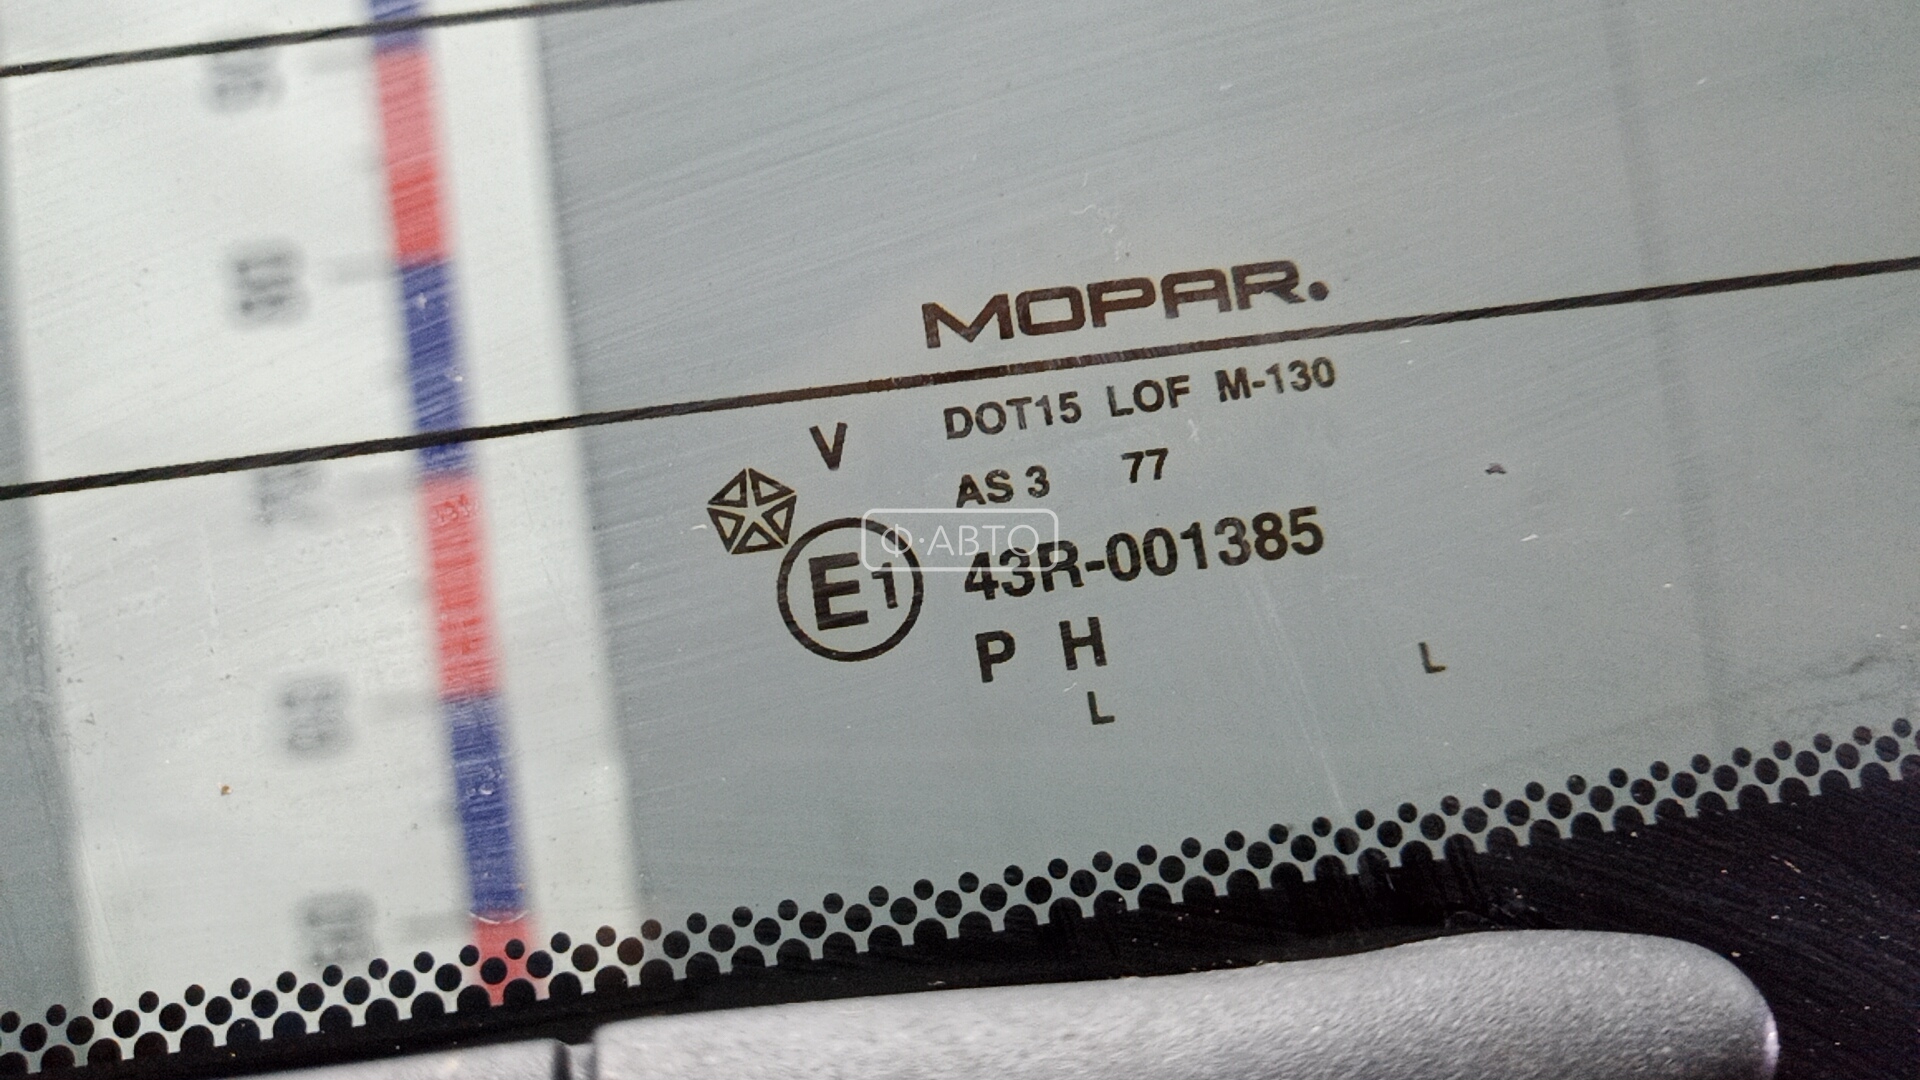 MOPAR.
V DOT15 LOF M-130
AS 3 77
Ф·АВТО
E1 43R-001385
P H
L L